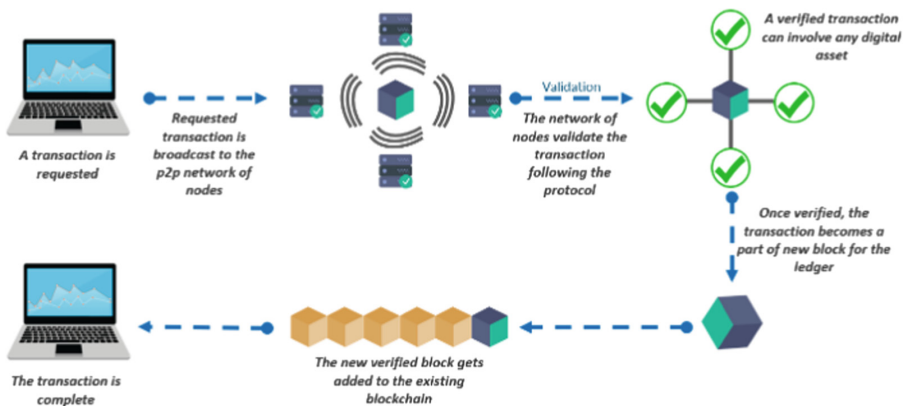 A transaction is
requested
Requested
transaction is
broadcast to the
p2p network of
nodes
Validation
The network of
nodes validate the
transaction
following the
protocol
A verified transaction
can involve any digital
asset
Once verified, the
transaction becomes a
part of new block for the
ledger
The new verified block gets
added to the existing
blockchain
The transaction is
complete